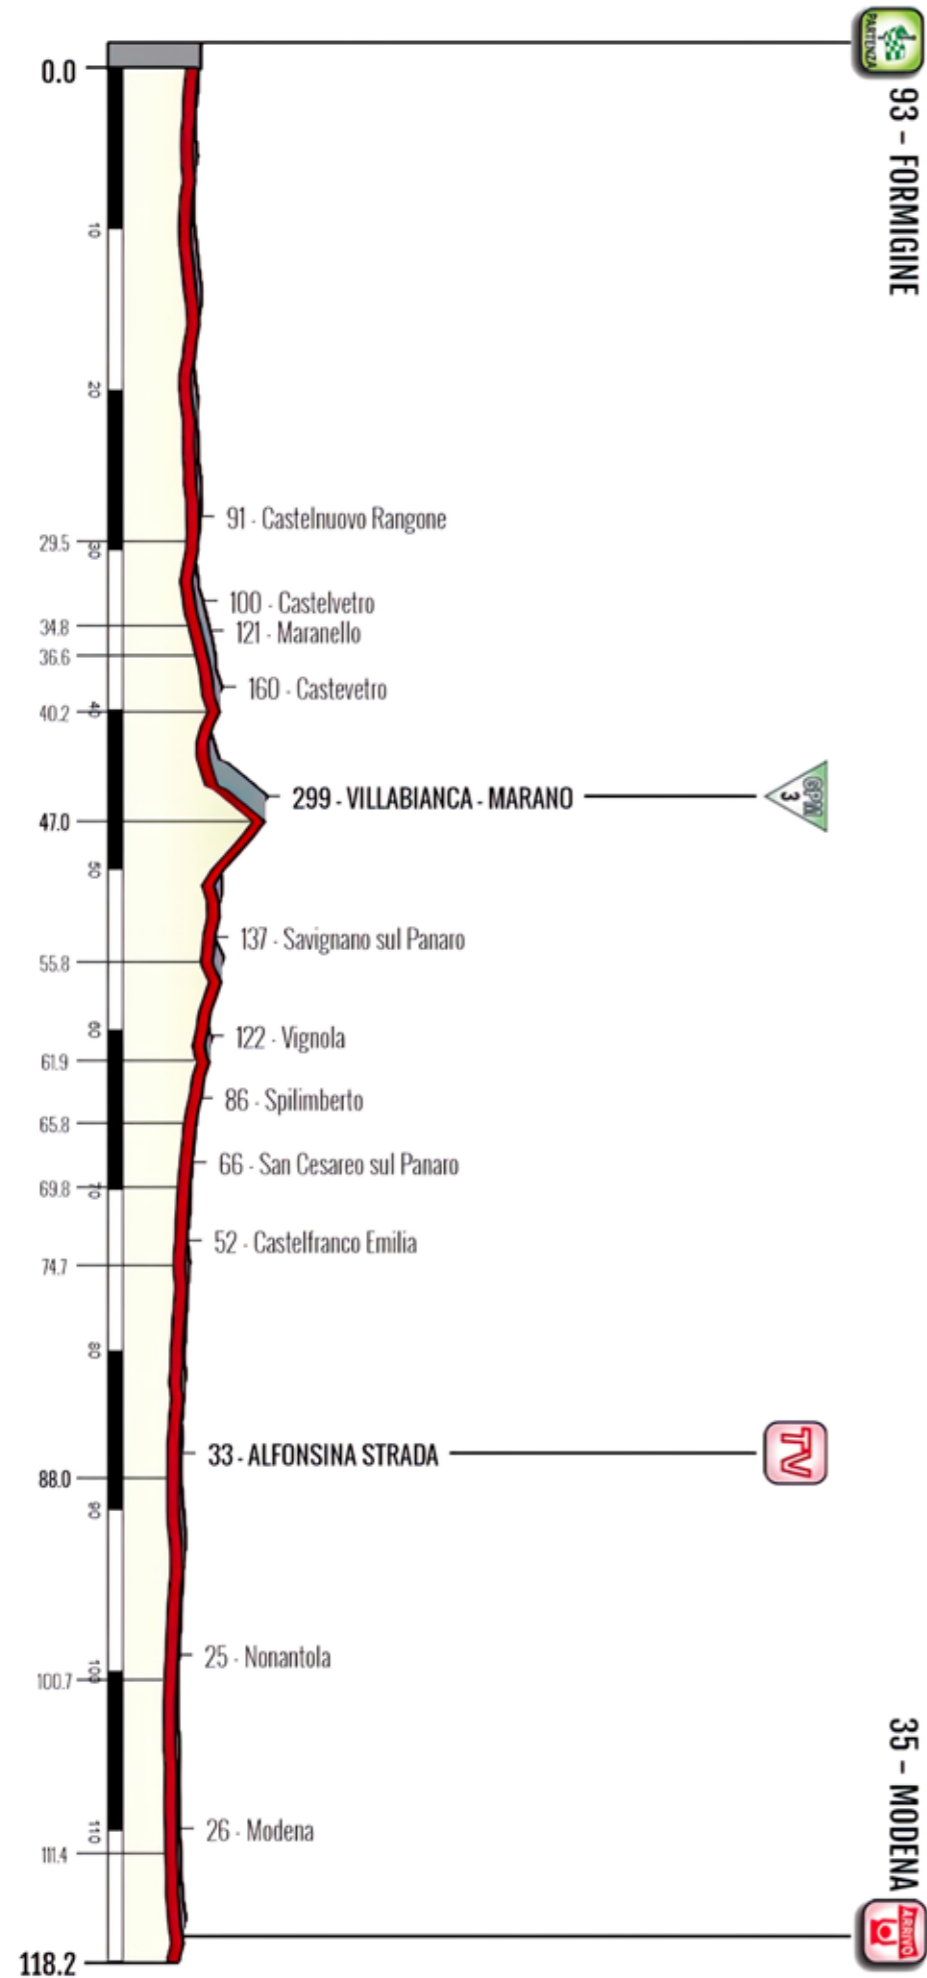 PARTENZA
0.0
93 - FORMIGINE
10
20
91 - Castelnuovo Rangone
29.5
30
100 - Castelvetro
34.8
121 - Maranello
36.6
160 - Castevetro
40.2
40
299 - VILLABIANCA - MARANO
GPM
3
47.0
50
137 - Savignano sul Panaro
55.8
60
122 - Vignola
61.9
86 - Spilimberto
65.8
66 - San Cesareo sul Panaro
69.8
70
52 - Castelfranco Emilia
74.7
80
33 - ALFONSINA STRADA
TV
88.0
90
25 - Nonantola
100
100.7
35 - MODENA
26 - Modena
110
111.4
ARRIVO
118.2